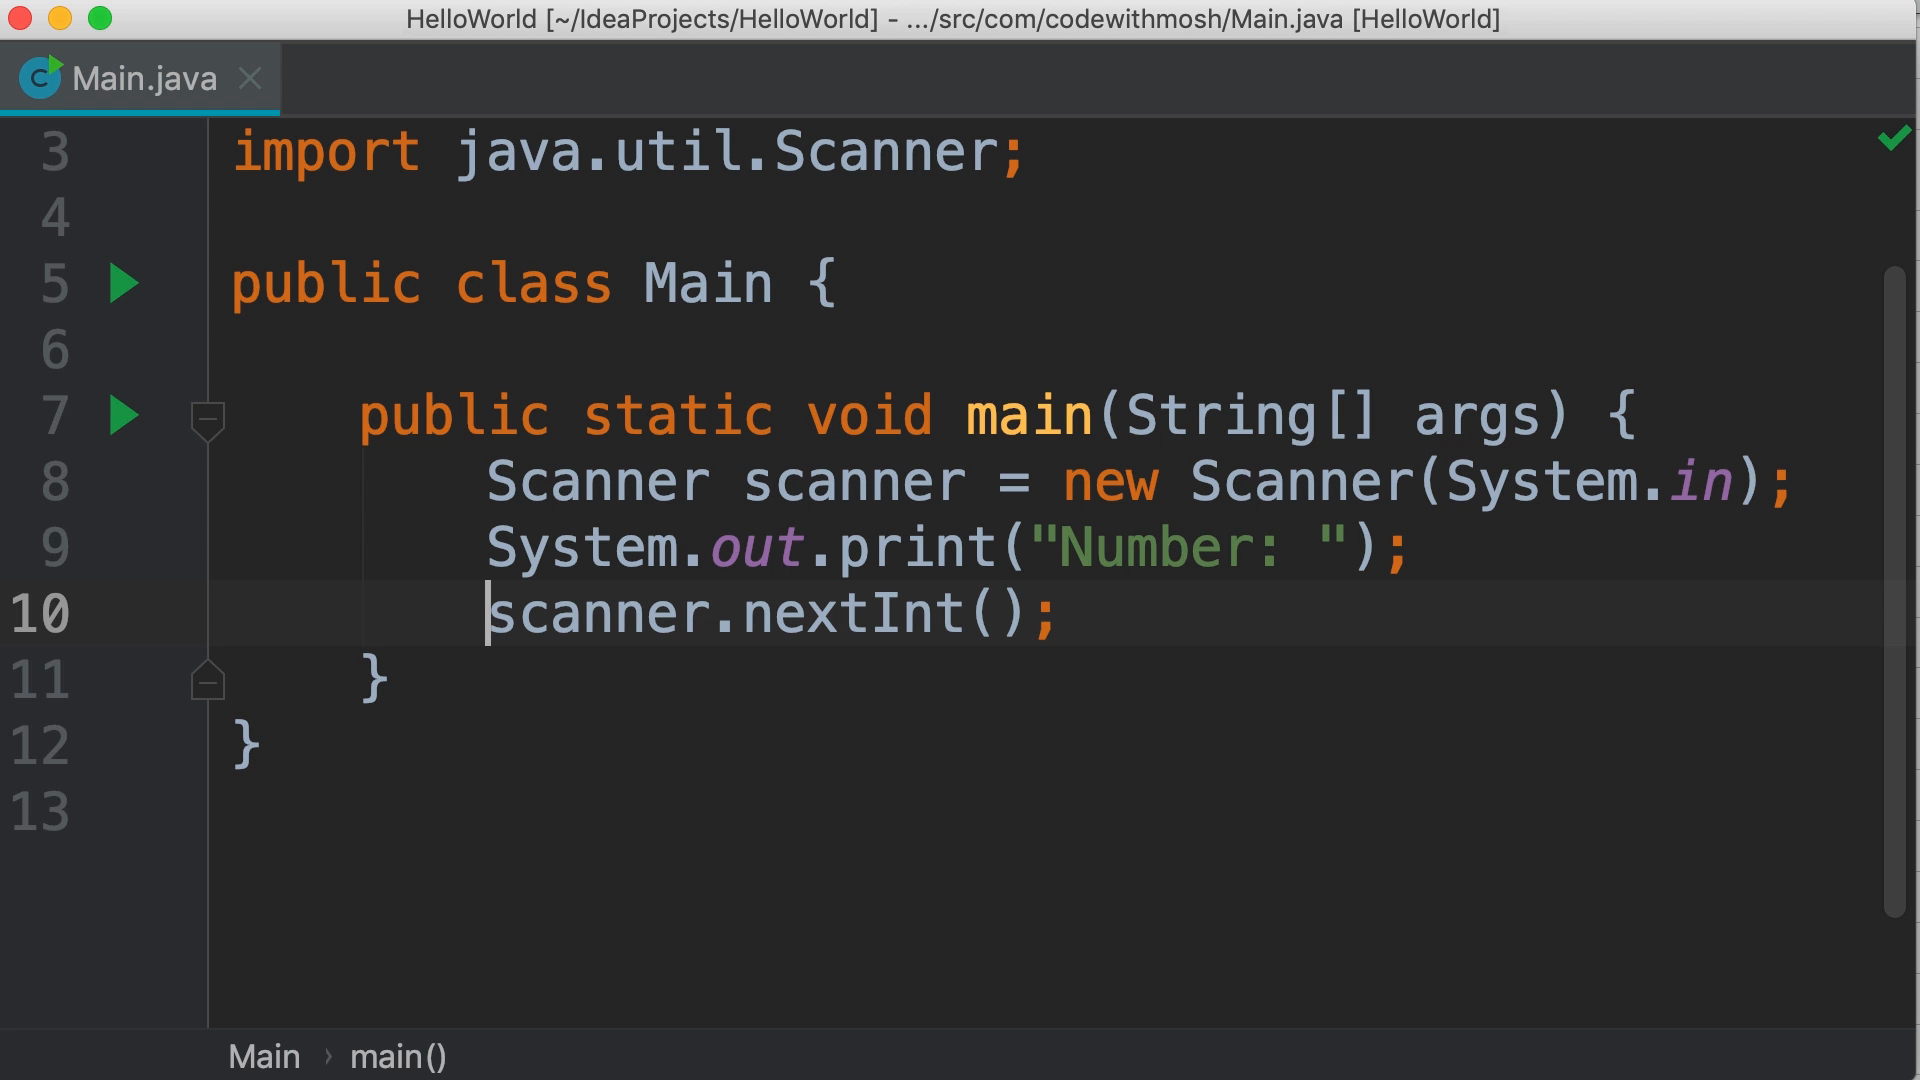 HelloWorld [~/IdeaProjects/HelloWorld] - .../src/com/codewithmosh/Main.java [HelloWorld]
C Main.java
3 import java.util.Scanner;
4
5 public class Main {
6
7     public static void main(String[] args) {
8         Scanner scanner = new Scanner(System.in);
9         System.out.print("Number: ");
10         scanner.nextInt();
11     }
12 }
13
Main › main()